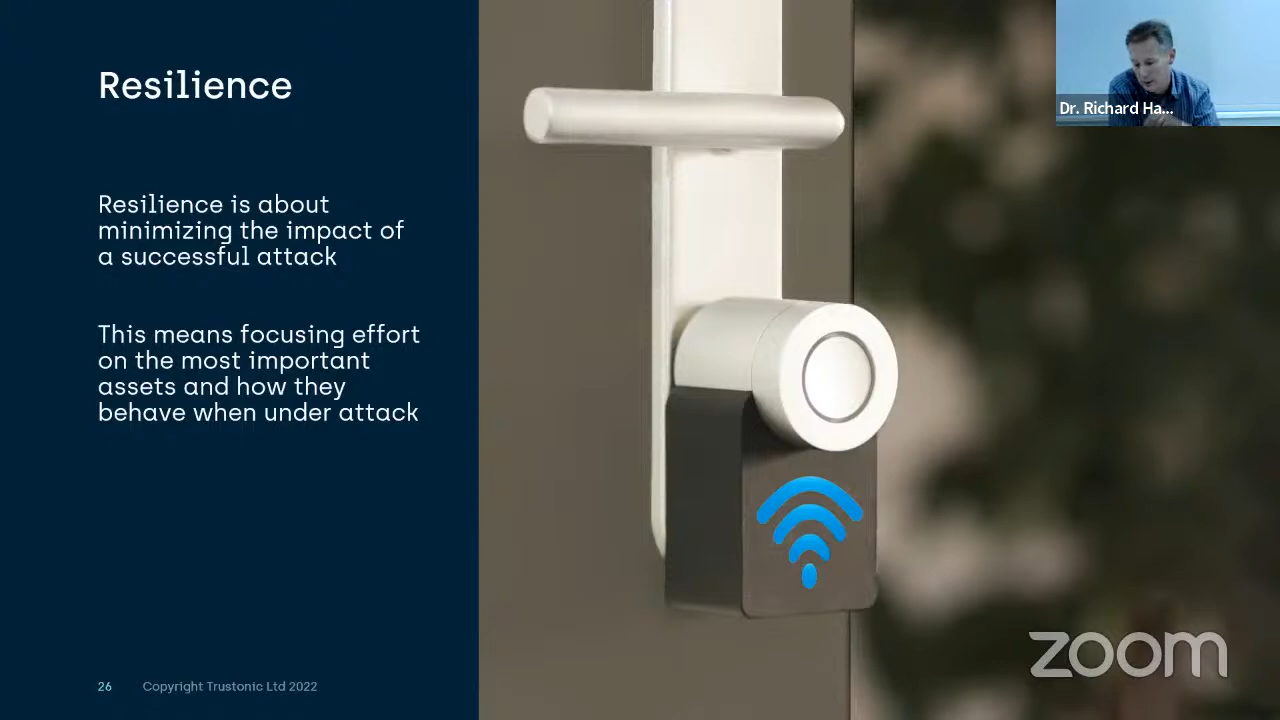 Resilience
Dr. Richard Ha...
Resilience is about
minimizing the impact of
a successful attack
This means focusing effort
on the most important
assets and how they
behave when under attack
zoom
26 Copyright Trustonic Ltd 2022